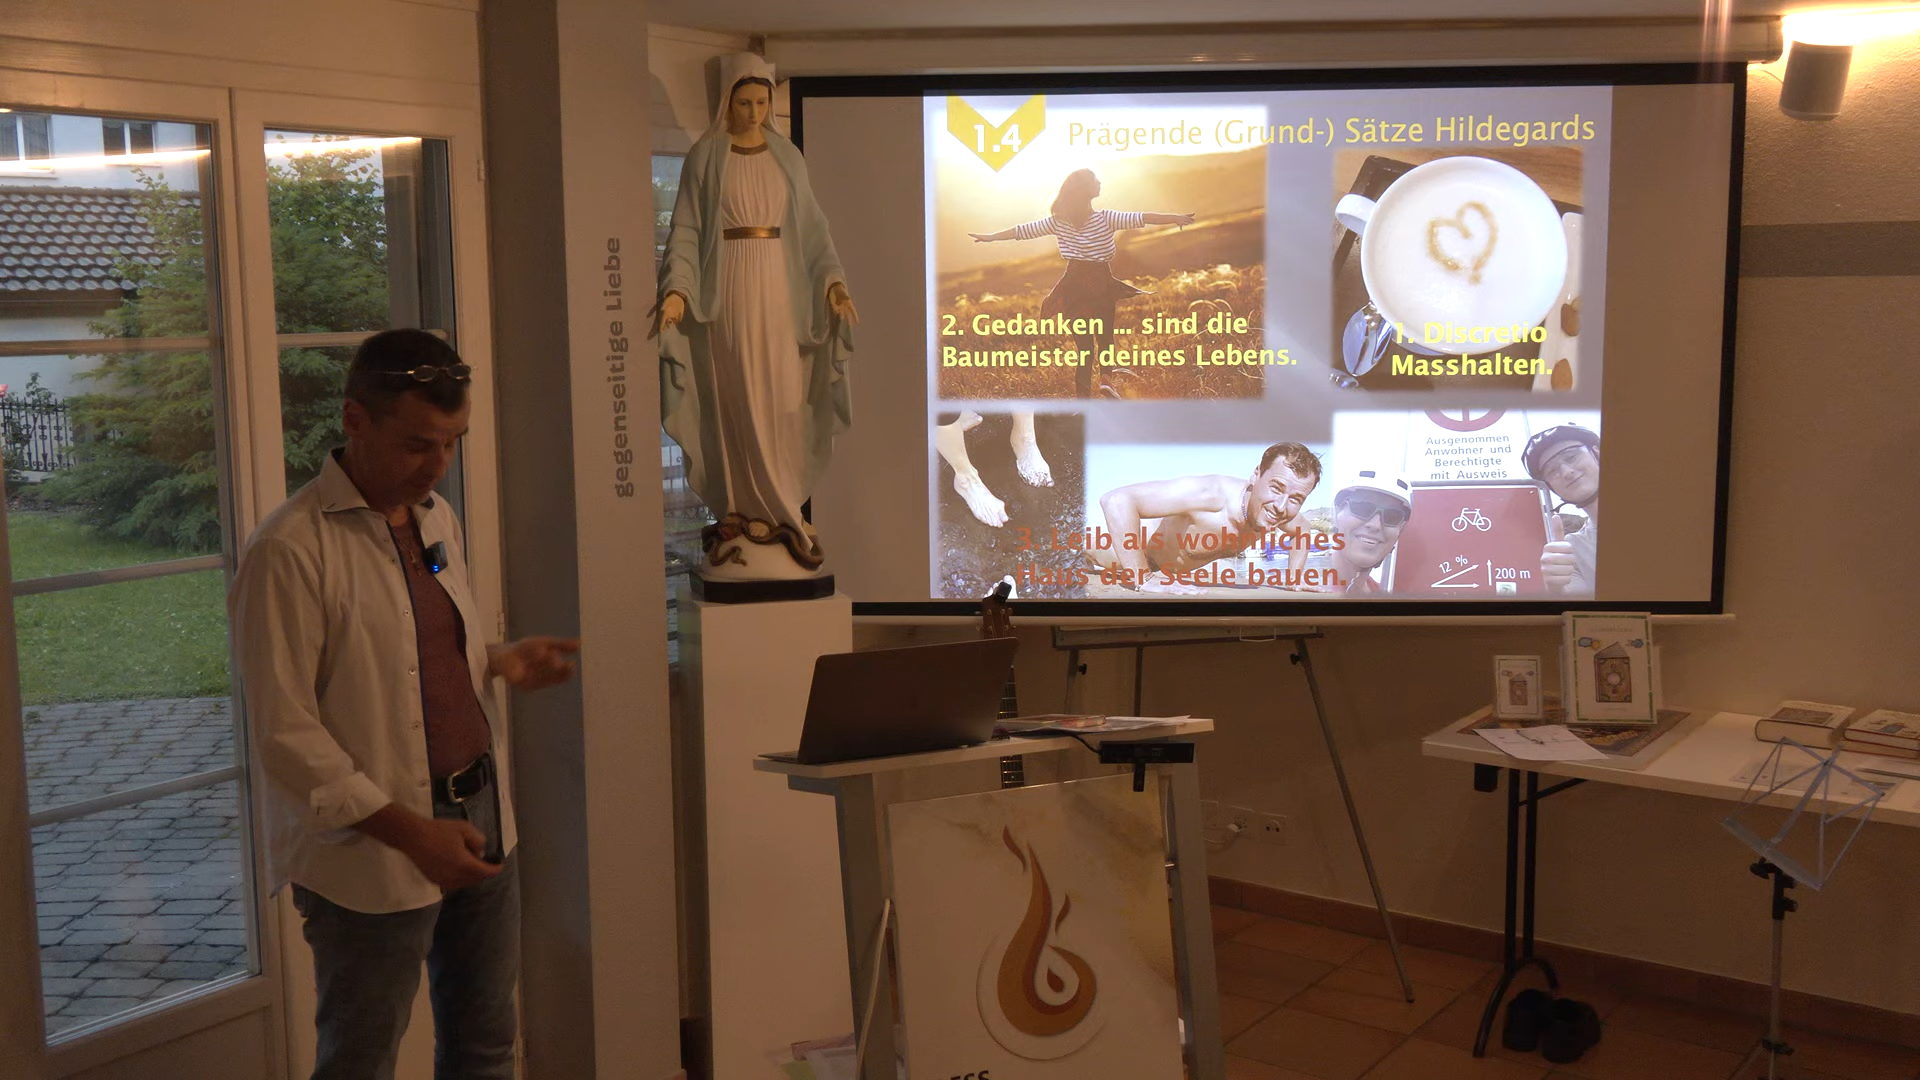 gegenseitige Liebe
1.4
Prägende (Grund-) Sätze Hildegards
2. Gedanken ... sind die
Baumeister deines Lebens.
1. Discretio
Masshalten.
3. Leib als wohnliches
Haus der Seele bauen.
Ausgenommen
Anwohner und
Berechtigte
mit Ausweis
12 %
200 m